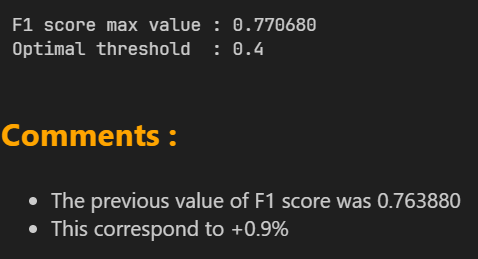 F1 score max value : 0.770680
Optimal threshold  : 0.4
Comments :
• The previous value of F1 score was 0.763880
• This correspond to +0.9%